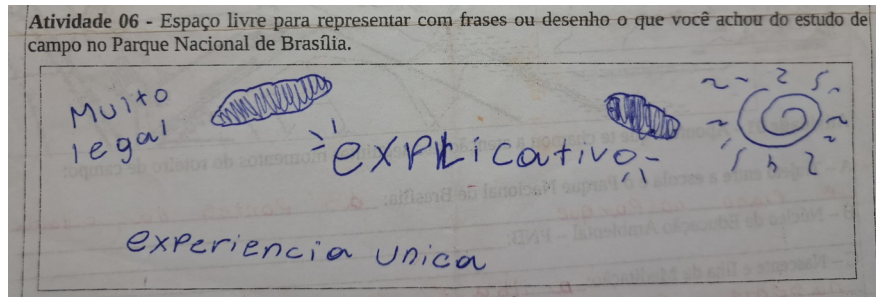 Atividade 06 - Espaço livre para representar com frases ou desenho o que você achou do estudo de
campo no Parque Nacional de Brasília.
Muito
legal
explicativo
experiencia unica